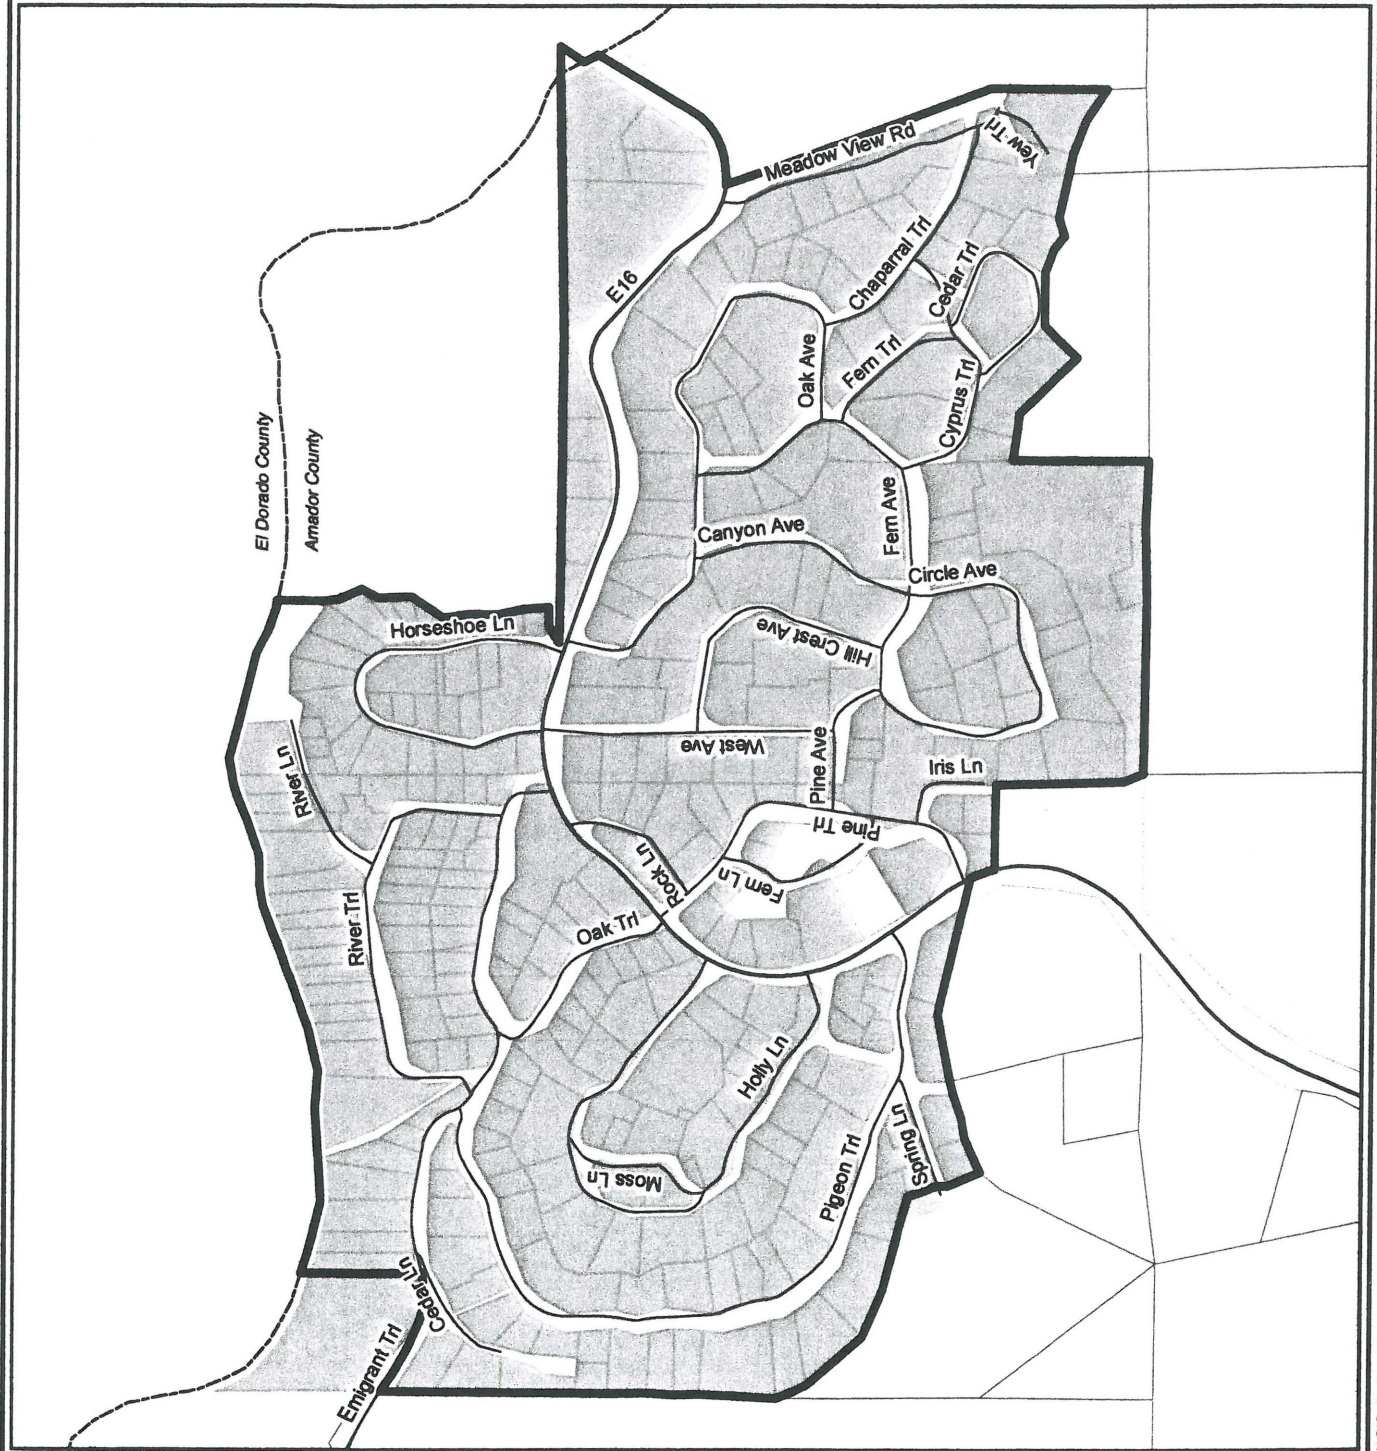 Meadow View Rd
Yew Trl
E16
Chaparral Trl
Cedar Trl
Oak Ave
Fern Trl
Cyprus Trl
El Dorado County
Amador County
Canyon Ave
Fern Ave
Circle Ave
Horseshoe Ln
Hill Crest Ave
West Ave
Pine Ave
Iris Ln
River Ln
Pine Trl
Rock Ln
Fern Ln
River Trl
Oak Trl
Holly Ln
Moss Ln
Pigeon Trl
Spring Ln
Cedar Ln
Emigrant Trl